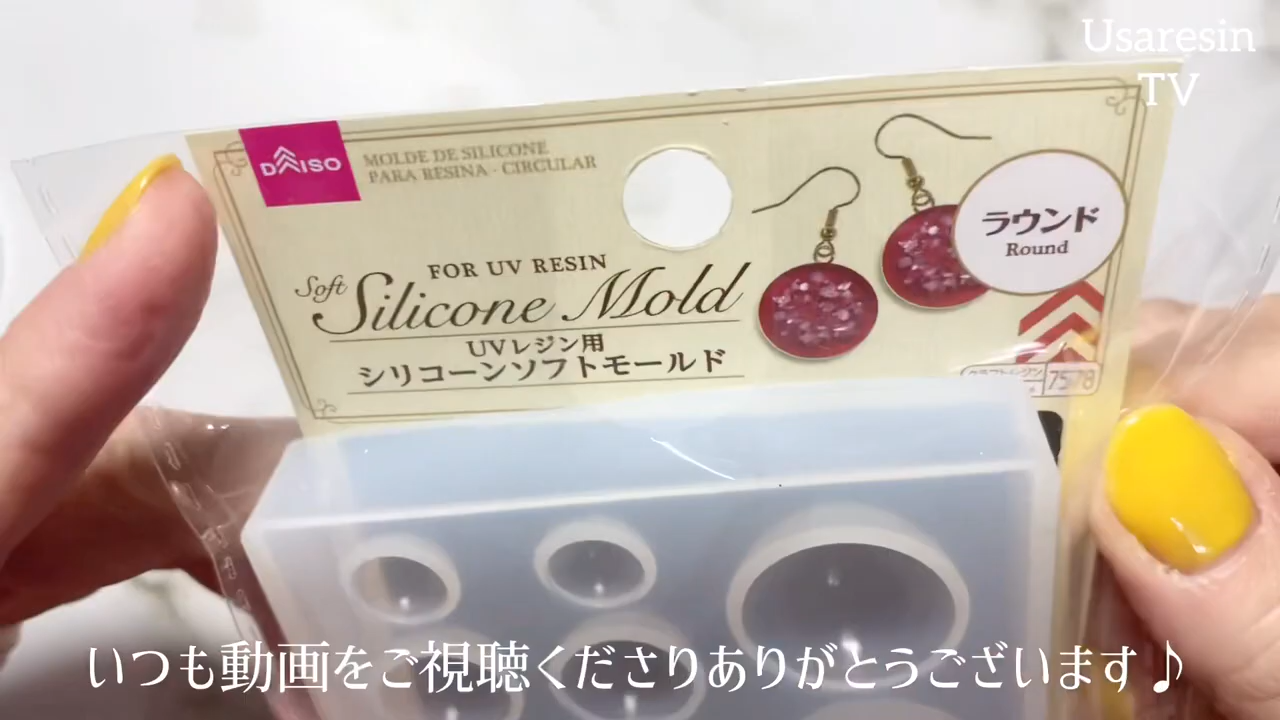 Usaresin
TV
DAISO
MOLDE DE SILICONE
PARA RESINA · CIRCULAR
ラウンド
Round
FOR UV RESIN
Soft
Silicone Mold
UVレジン用
シリコーンソフトモールド
7578
いつも動画をご視聴くださりありがとうございます♪